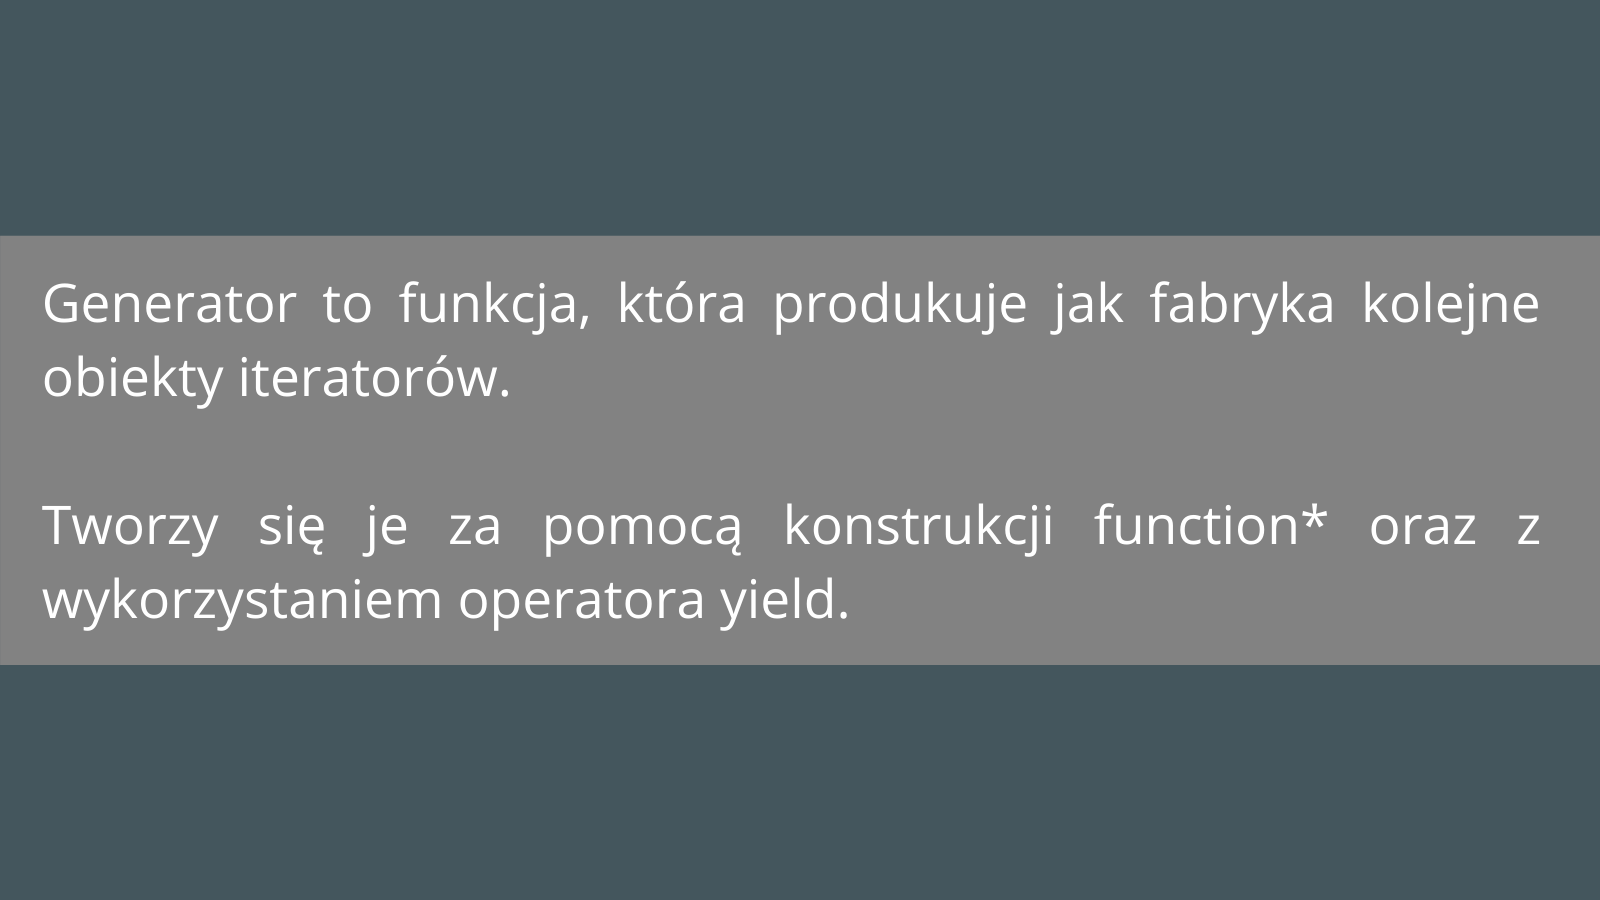 Generator to funkcja, która produkuje jak fabryka kolejne
obiekty iteratorów.
Tworzy się je za pomocą konstrukcji function* oraz z
wykorzystaniem operatora yield.